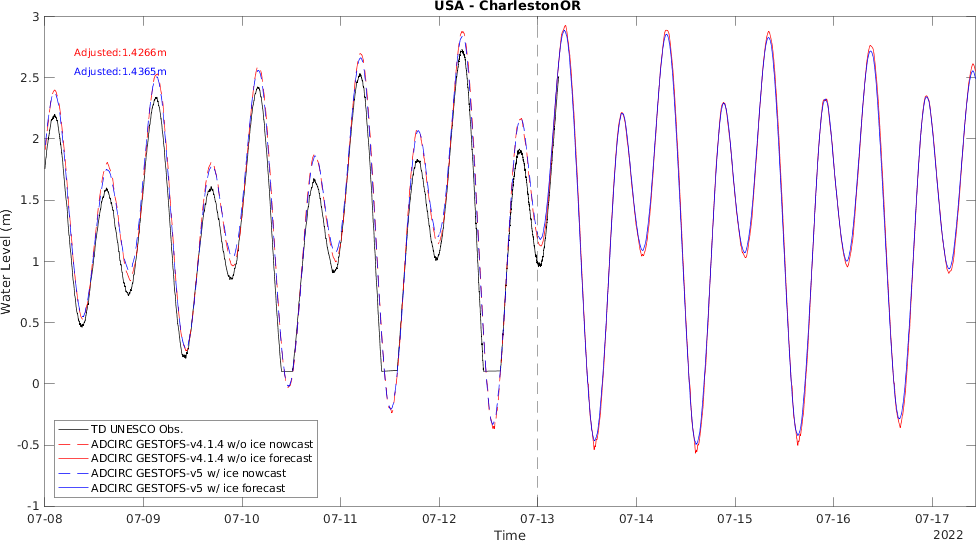 USA - CharlestonOR
3
Adjusted:1.4266m
Adjusted:1.4365m
2.5
2
1.5
1
0.5
0
-0.5
-1
Water Level (m)
TD UNESCO Obs.
ADCIRC GESTOFS-v4.1.4 w/o ice nowcast
ADCIRC GESTOFS-v4.1.4 w/o ice forecast
ADCIRC GESTOFS-v5 w/ ice nowcast
ADCIRC GESTOFS-v5 w/ ice forecast
07-08 07-09 07-10 07-11 07-12 07-13 07-14 07-15 07-16 07-17
Time
2022